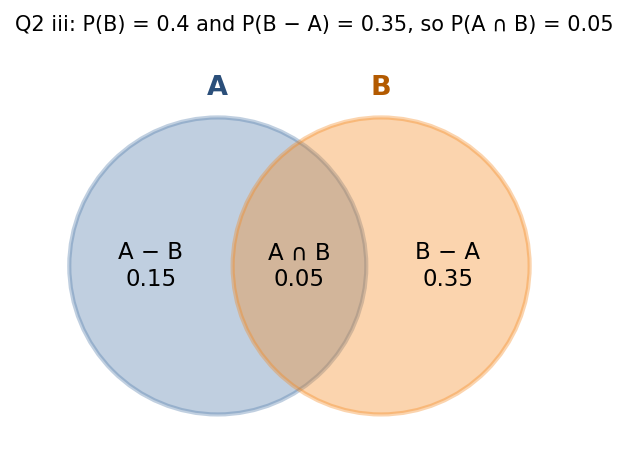 Q2 iii: P(B) = 0.4 and P(B − A) = 0.35, so P(A ∩ B) = 0.05
A
B
A − B
0.15
A ∩ B
0.05
B − A
0.35